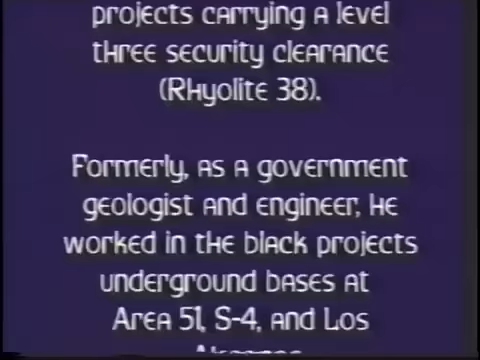 projects carrying a level
three security clearance
(Rhyolite 38).
Formerly, as a government
geologist and engineer, he
worked in the black projects
underground bases at
Area 51, S-4, and Los